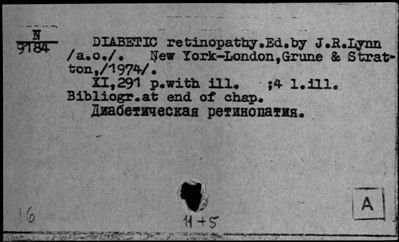 N
9184
DIABETIC retinopathy.Ed.by J.R.Lynn
/a.o./. New York-London,Grune & Strat-
ton,/1974/.
XI,291 p.with ill. ;4 l.ill.
Bibliogr.at end of chap.
Диабетическая ретинопатия.
A
16
11+5